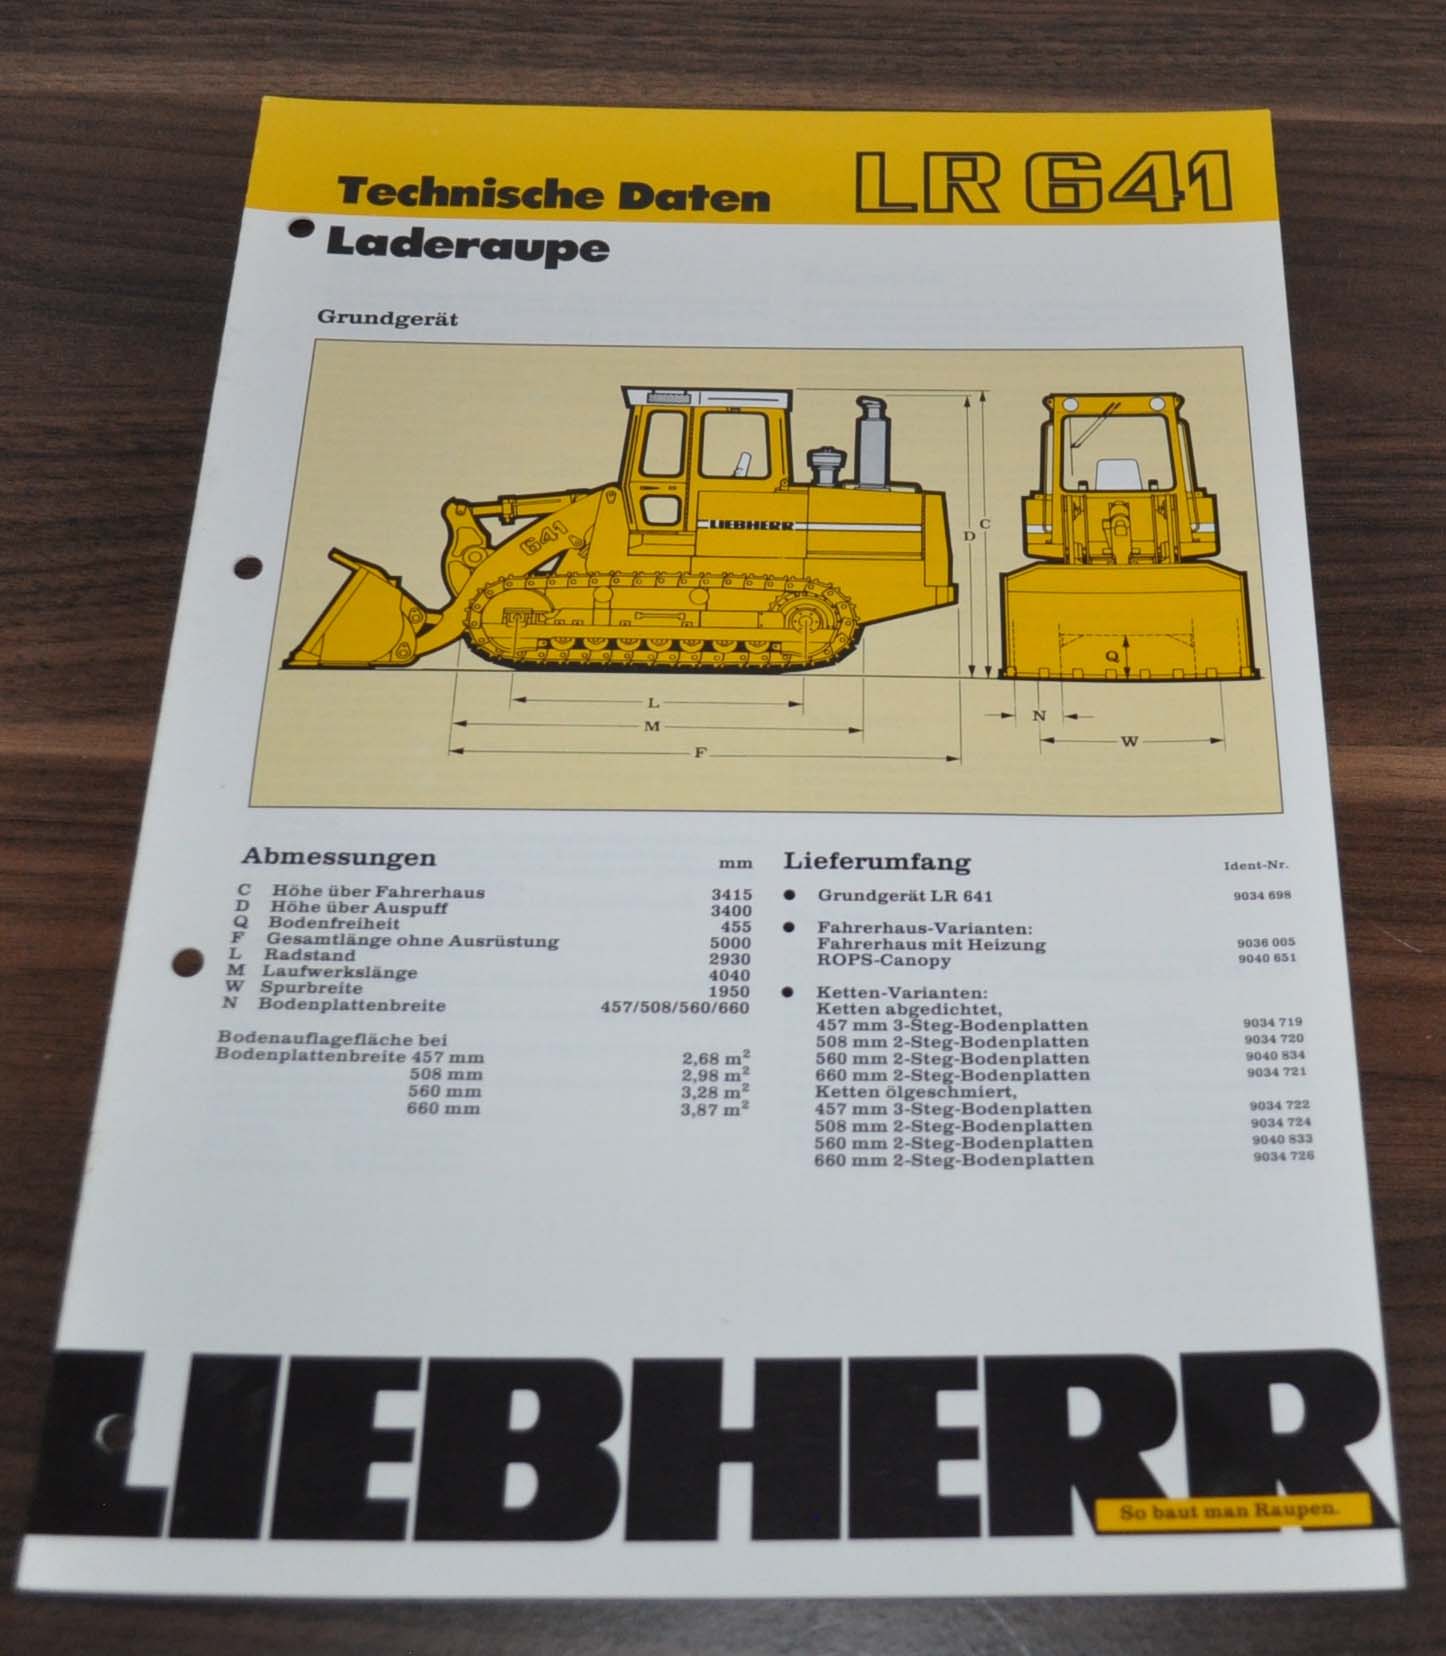 Technische Daten LR 641
Laderaupe
Grundgerät
641
LIEBHERR
D C
Q
L
N
M
W
F
Abmessungen mm
C Höhe über Fahrerhaus 3415
D Höhe über Auspuff 3400
Q Bodenfreiheit 455
F Gesamtlänge ohne Ausrüstung 5000
L Radstand 2930
M Laufwerkslänge 4040
W Spurbreite 1950
N Bodenplattenbreite 457/508/560/660
Bodenauflagefläche bei
Bodenplattenbreite 457 mm 2,68 m²
508 mm 2,98 m²
560 mm 3,28 m²
660 mm 3,87 m²
Lieferumfang Ident-Nr.
● Grundgerät LR 641 9034 698
● Fahrerhaus-Varianten:
Fahrerhaus mit Heizung 9036 005
ROPS-Canopy 9040 651
● Ketten-Varianten:
Ketten abgedichtet,
457 mm 3-Steg-Bodenplatten 9034 719
508 mm 2-Steg-Bodenplatten 9034 720
560 mm 2-Steg-Bodenplatten 9040 834
660 mm 2-Steg-Bodenplatten 9034 721
Ketten ölgeschmiert,
457 mm 3-Steg-Bodenplatten 9034 722
508 mm 2-Steg-Bodenplatten 9034 724
560 mm 2-Steg-Bodenplatten 9040 833
660 mm 2-Steg-Bodenplatten 9034 726
LIEBHERR
So baut man Raupen.